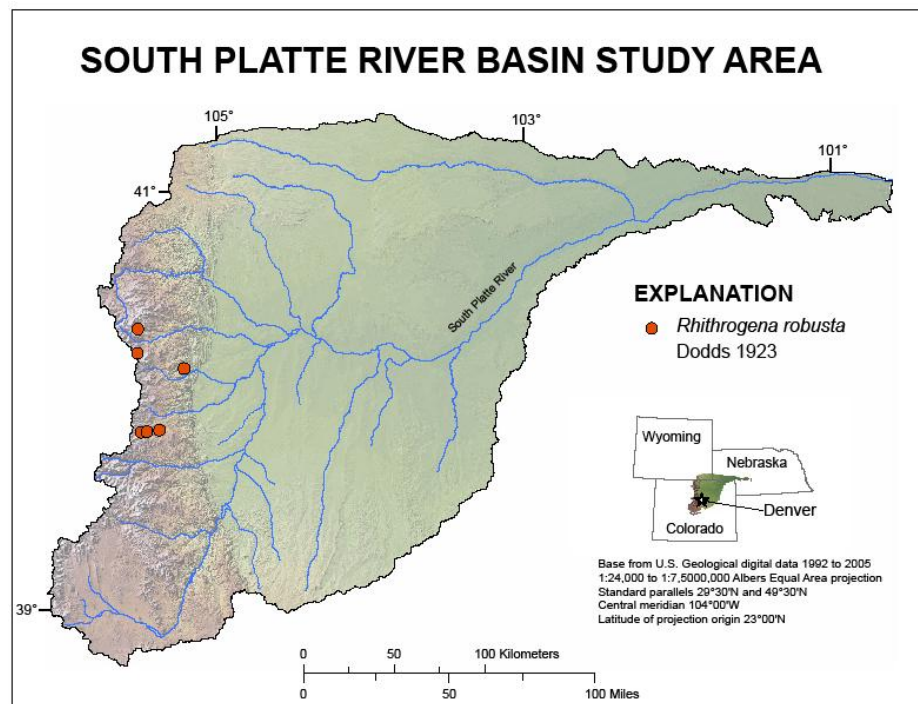 SOUTH PLATTE RIVER BASIN STUDY AREA
105°
103°
101°
41°
South Platte River
EXPLANATION
Rhithrogena robusta
Dodds 1923
Wyoming
Nebraska
Denver
Colorado
Base from U.S. Geological digital data 1992 to 2005
1:24,000 to 1:7,5000,000 Albers Equal Area projection
Standard parallels 29°30'N and 49°30'N
Central meridian 104°00'W
Latitude of projection origin 23°00'N
39°
0 50 100 Kilometers
0 50 100 Miles